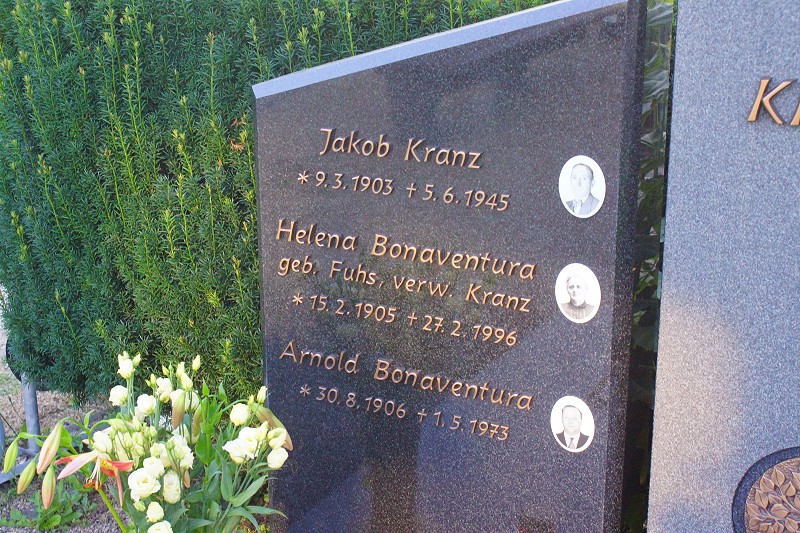 Jakob Kranz
* 9. 3. 1903 + 5. 6. 1945
Helena Bonaventura
geb. Fuhs, verw. Kranz
* 15. 2. 1905 + 27. 2. 1996
Arnold Bonaventura
* 30. 8. 1906 + 1. 5. 1973